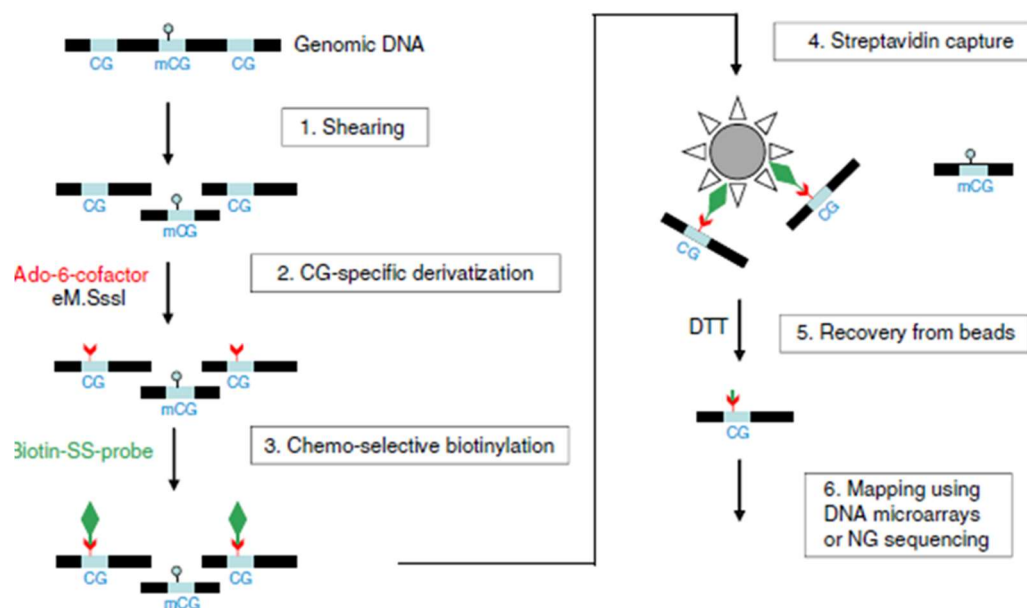 Genomic DNA
CG
mCG
CG
1. Shearing
CG
mCG
CG
Ado-6-cofactor
eM.SssI
2. CG-specific derivatization
CG
mCG
CG
Biotin-SS-probe
3. Chemo-selective biotinylation
CG
mCG
CG
4. Streptavidin capture
mCG
CG
CG
DTT
5. Recovery from beads
CG
6. Mapping using
DNA microarrays
or NG sequencing